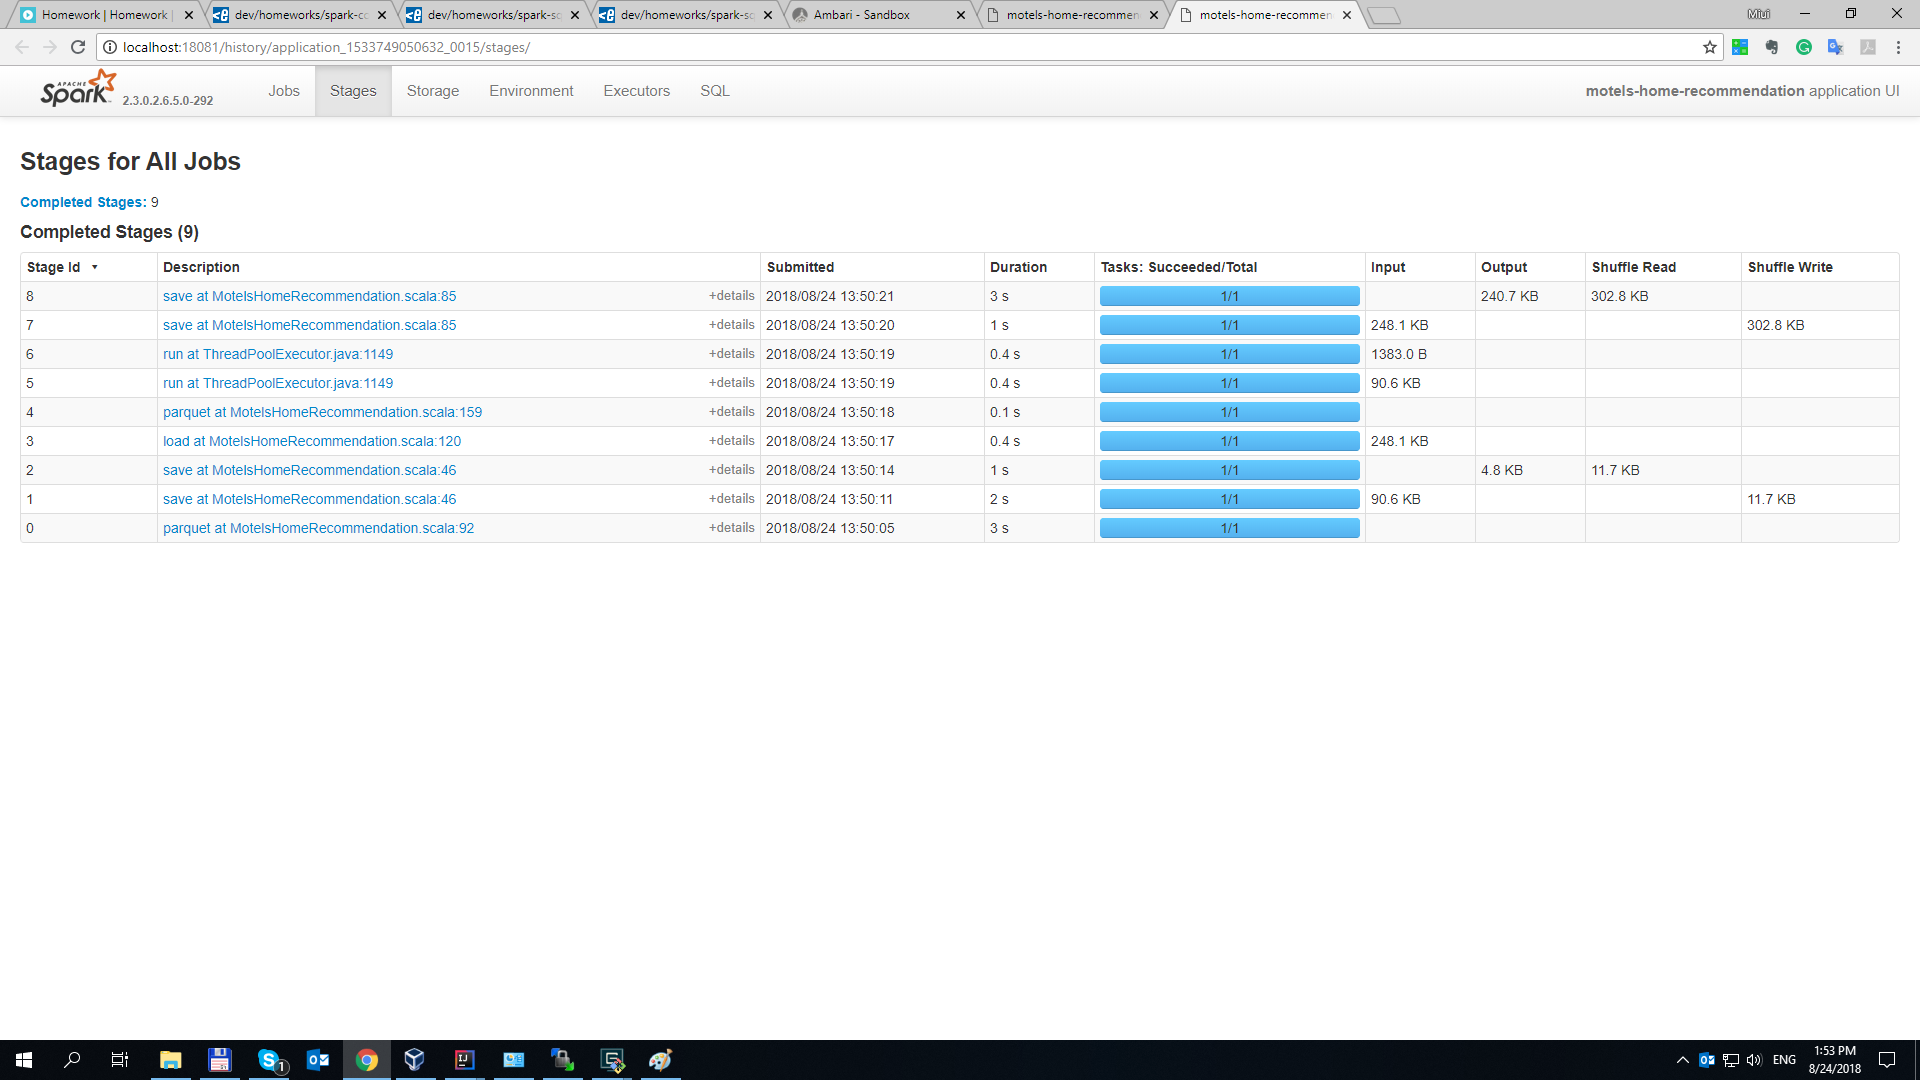 Homework | Homework |
dev/homeworks/spark-co
dev/homeworks/spark-sq
dev/homeworks/spark-sc
Ambari - Sandbox
motels-home-recommen
motels-home-recommen
Miui
localhost:18081/history/application_1533749050632_0015/stages/
APACHE Spark 2.3.0.2.6.5.0-292 Jobs Stages Storage Environment Executors SQL motels-home-recommendation application UI
Stages for All Jobs
Completed Stages: 9
Completed Stages (9)
Stage Id Description Submitted Duration Tasks: Succeeded/Total Input Output Shuffle Read Shuffle Write
8 save at MotelsHomeRecommendation.scala:85 +details 2018/08/24 13:50:21 3 s 1/1 240.7 KB 302.8 KB
7 save at MotelsHomeRecommendation.scala:85 +details 2018/08/24 13:50:20 1 s 1/1 248.1 KB 302.8 KB
6 run at ThreadPoolExecutor.java:1149 +details 2018/08/24 13:50:19 0.4 s 1/1 1383.0 B
5 run at ThreadPoolExecutor.java:1149 +details 2018/08/24 13:50:19 0.4 s 1/1 90.6 KB
4 parquet at MotelsHomeRecommendation.scala:159 +details 2018/08/24 13:50:18 0.1 s 1/1
3 load at MotelsHomeRecommendation.scala:120 +details 2018/08/24 13:50:17 0.4 s 1/1 248.1 KB
2 save at MotelsHomeRecommendation.scala:46 +details 2018/08/24 13:50:14 1 s 1/1 4.8 KB 11.7 KB
1 save at MotelsHomeRecommendation.scala:46 +details 2018/08/24 13:50:11 2 s 1/1 90.6 KB 11.7 KB
0 parquet at MotelsHomeRecommendation.scala:92 +details 2018/08/24 13:50:05 3 s 1/1
ENG
1:53 PM
8/24/2018